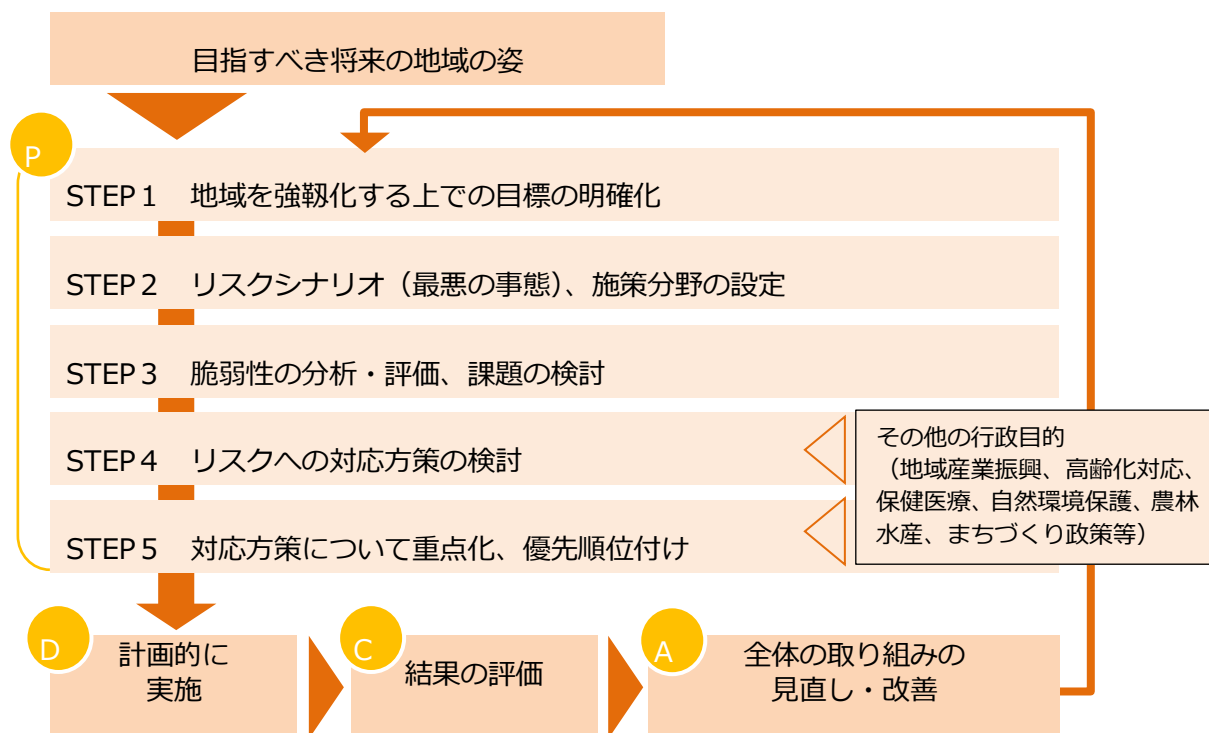 目指すべき将来の地域の姿
P
STEP1 地域を強靱化する上での目標の明確化
STEP2 リスクシナリオ（最悪の事態）、施策分野の設定
STEP3 脆弱性の分析・評価、課題の検討
STEP4 リスクへの対応方策の検討
STEP5 対応方策について重点化、優先順位付け
その他の行政目的
（地域産業振興、高齢化対応、
保健医療、自然環境保護、農林
水産、まちづくり政策等）
D
計画的に
実施
C
結果の評価
A
全体の取り組みの
見直し・改善